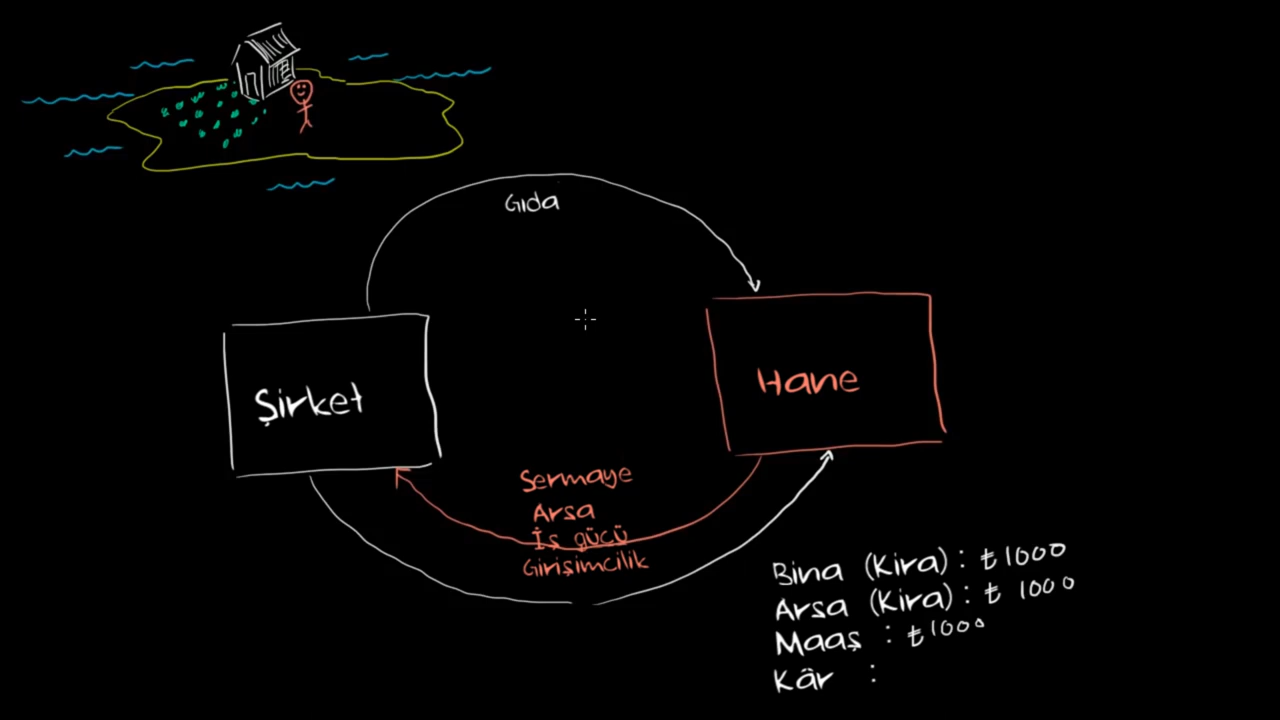 Gıda
Şirket
Hane
Sermaye
Arsa
İş gücü
Girişimcilik
Bina (Kira) : ₺ 1000
Arsa (Kira) : ₺ 1000
Maaş : ₺ 1000
Kâr :